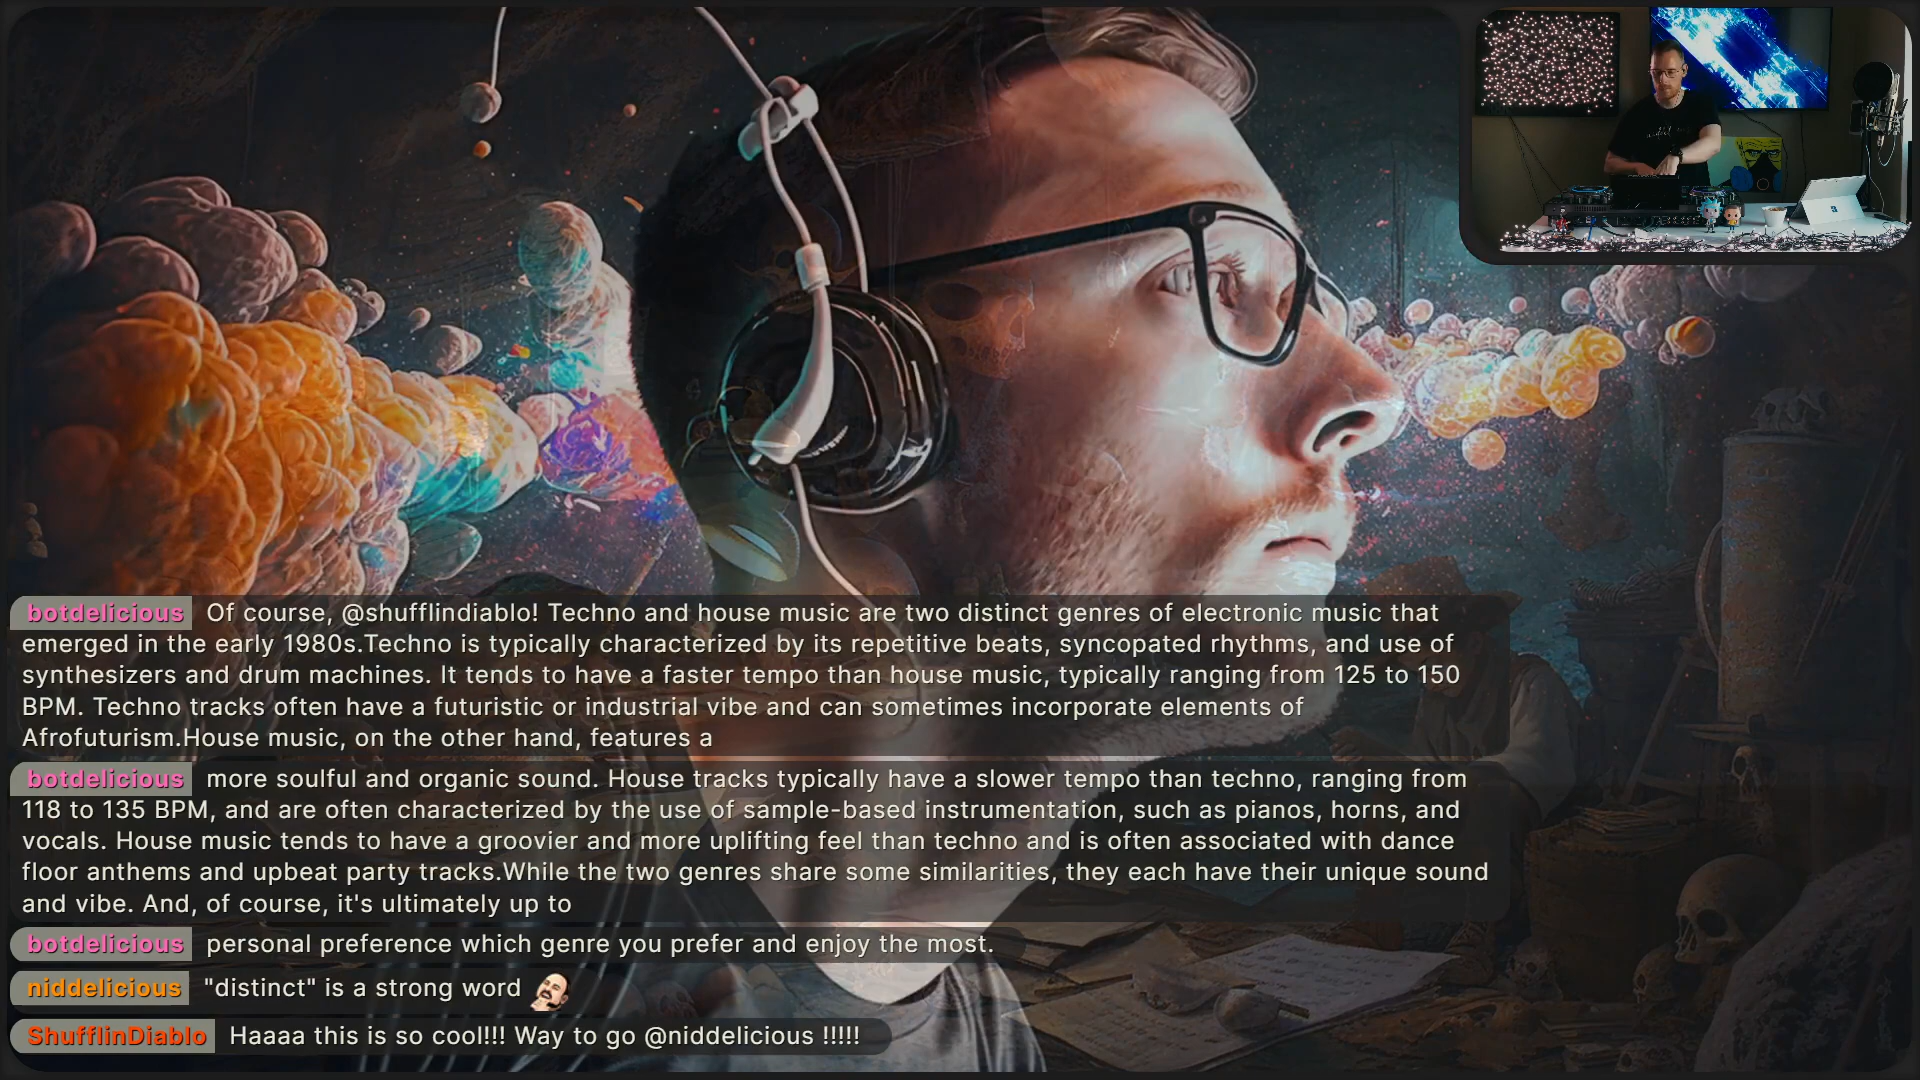 botdelicious Of course, @shufflindiablo! Techno and house music are two distinct genres of electronic music that
emerged in the early 1980s.Techno is typically characterized by its repetitive beats, syncopated rhythms, and use of
synthesizers and drum machines. It tends to have a faster tempo than house music, typically ranging from 125 to 150
BPM. Techno tracks often have a futuristic or industrial vibe and can sometimes incorporate elements of
Afrofuturism.House music, on the other hand, features a
botdelicious more soulful and organic sound. House tracks typically have a slower tempo than techno, ranging from
118 to 135 BPM, and are often characterized by the use of sample-based instrumentation, such as pianos, horns, and
vocals. House music tends to have a groovier and more uplifting feel than techno and is often associated with dance
floor anthems and upbeat party tracks.While the two genres share some similarities, they each have their unique sound
and vibe. And, of course, it's ultimately up to
botdelicious personal preference which genre you prefer and enjoy the most.
niddelicious "distinct" is a strong word
ShufflinDiablo Haaaa this is so cool!!! Way to go @niddelicious !!!!!